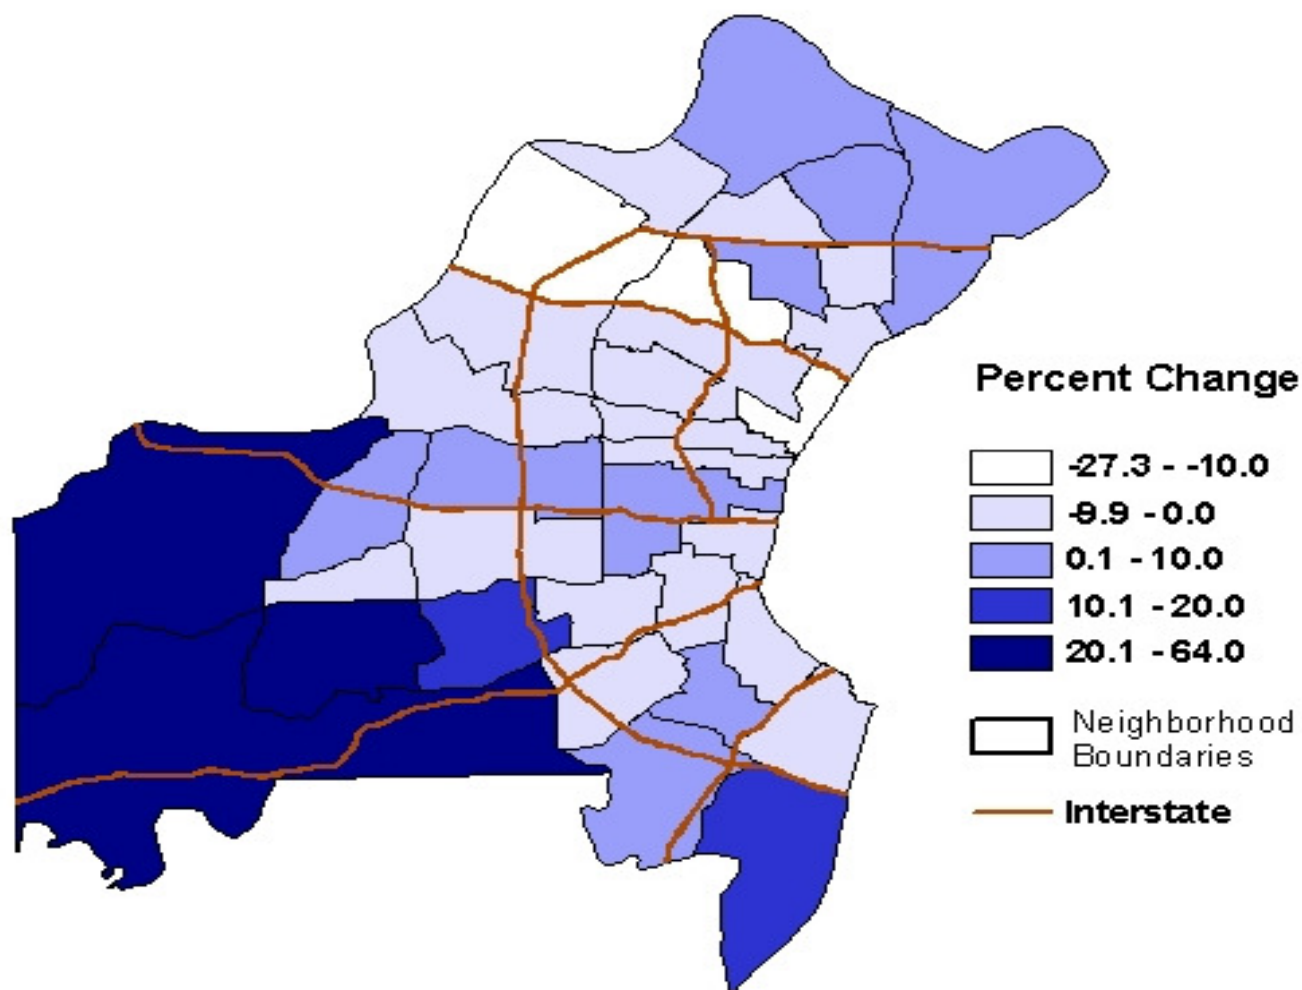 Percent Change
-27.3 - -10.0
-9.9 - 0.0
0.1 - 10.0
10.1 - 20.0
20.1 - 64.0
Neighborhood
Boundaries
Interstate